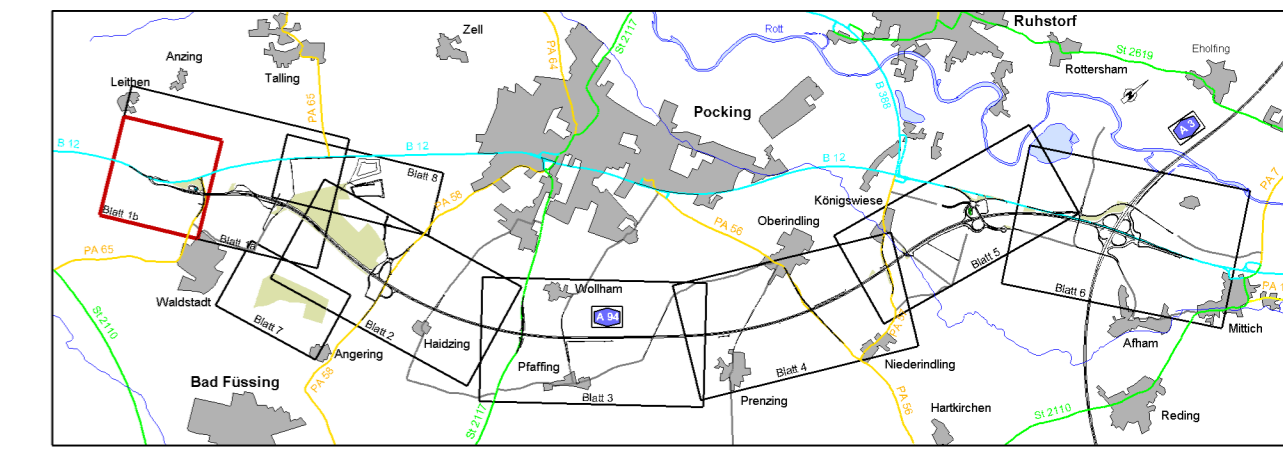 Ruhstorf
Zell
St 2117
PA 64
Rott
St 2619
Eholfing
Anzing
Talling
Rottersham
Leithen
PA 65
B 388
Pocking
A 3
B 12
B 12
B 12
Blatt 8
PA 58
PA 7
Königswiese
Oberindling
PA 56
Blatt 1b
PA 65
Waldstadt
Blatt 5
Wollham
Blatt 6
St 2110
Blatt 7
Blatt 2
A 94
Mittich
Haidzing
Angering
Afham
Pfaffing
Niederindling
Blatt 4
PA 58
Bad Füssing
Blatt 3
Prenzing
PA 56
Hartkirchen
St 2110
Reding
St 2117